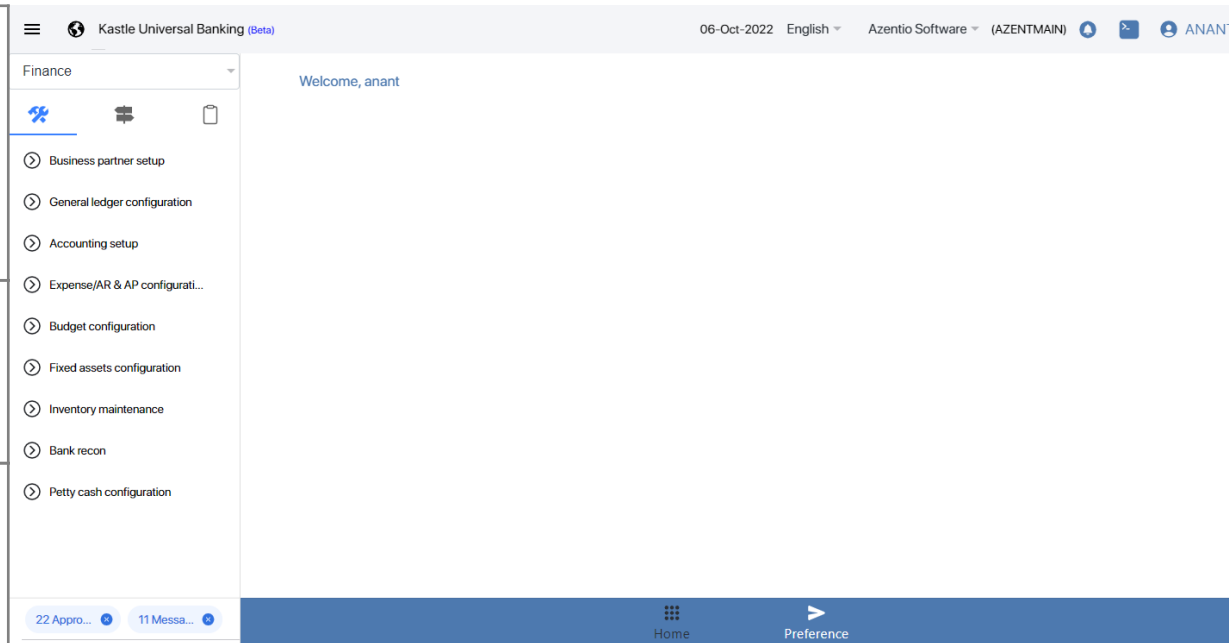 Kastle Universal Banking (Beta)
06-Oct-2022 English Azentio Software (AZENTMAIN) ANANT
Finance
Welcome, anant
Business partner setup
General ledger configuration
Accounting setup
Expense/AR & AP configurati...
Budget configuration
Fixed assets configuration
Inventory maintenance
Bank recon
Petty cash configuration
22 Appro... 11 Messa...
Home Preference